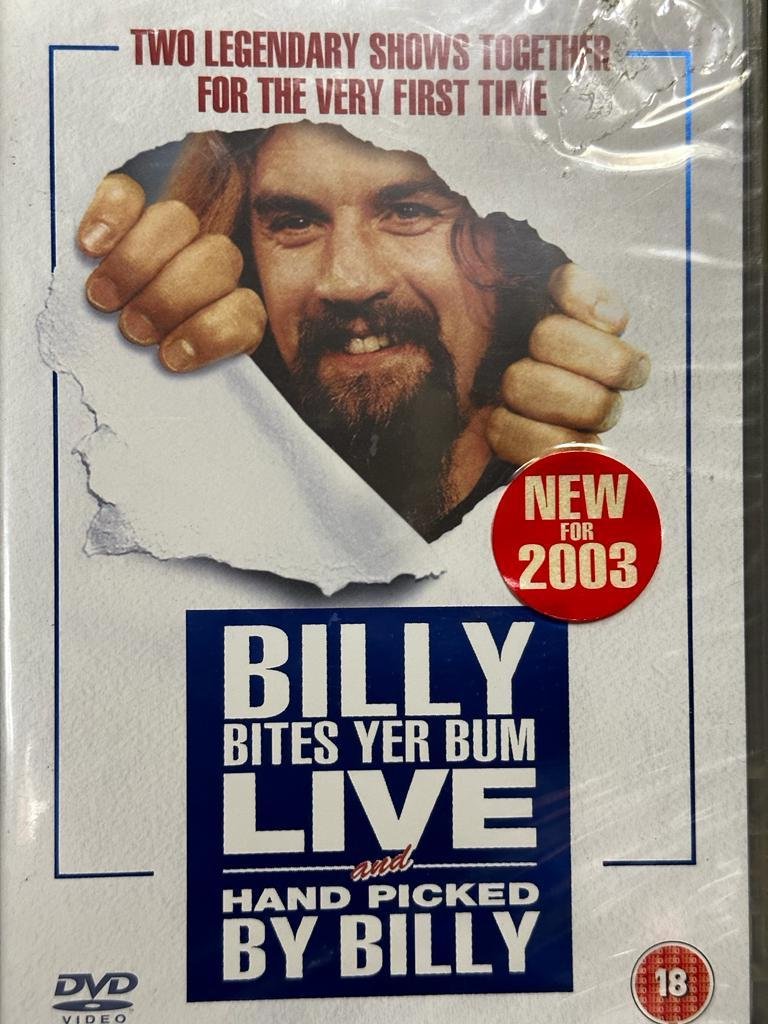 TWO LEGENDARY SHOWS TOGETHER
FOR THE VERY FIRST TIME
NEW
FOR
2003
BILLY
BITES YER BUM
LIVE
and
HAND PICKED
BY BILLY
DVD
VIDEO
18